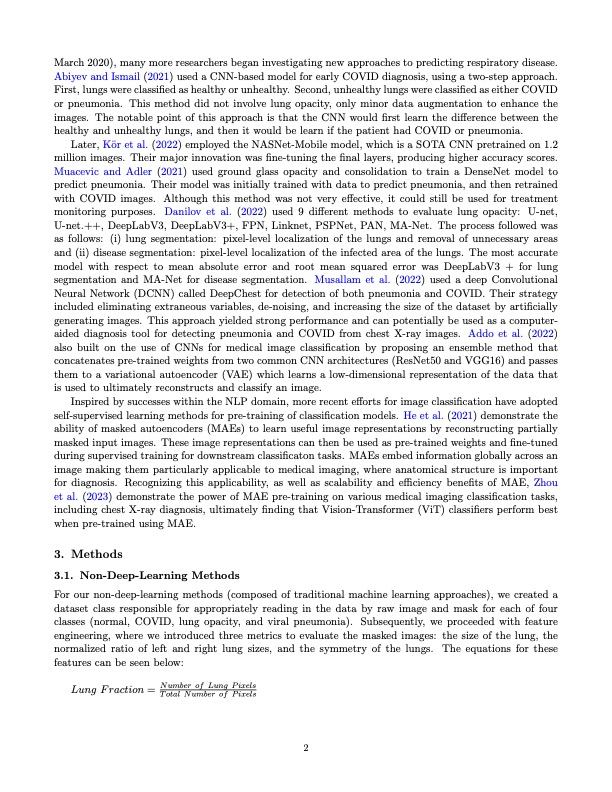 March 2020), many more researchers began investigating new approaches to predicting respiratory disease.
Abiyev and Ismail (2021) used a CNN-based model for early COVID diagnosis, using a two-step approach.
First, lungs were classified as healthy or unhealthy. Second, unhealthy lungs were classified as either COVID
or pneumonia. This method did not involve lung opacity, only minor data augmentation to enhance the
images. The notable point of this approach is that the CNN would first learn the difference between the
healthy and unhealthy lungs, and then it would be learn if the patient had COVID or pneumonia.
Later, Kör et al. (2022) employed the NASNet-Mobile model, which is a SOTA CNN pretrained on 1.2
million images. Their major innovation was fine-tuning the final layers, producing higher accuracy scores.
Muacevic and Adler (2021) used ground glass opacity and consolidation to train a DenseNet model to
predict pneumonia. Their model was initially trained with data to predict pneumonia, and then retrained
with COVID images. Although this method was not very effective, it could still be used for treatment
monitoring purposes. Danilov et al. (2022) used 9 different methods to evaluate lung opacity: U-net,
U-net.++, DeepLabV3, DeepLabV3+, FPN, Linknet, PSPNet, PAN, MA-Net. The process followed was
as follows: (i) lung segmentation: pixel-level localization of the lungs and removal of unnecessary areas
and (ii) disease segmentation: pixel-level localization of the infected area of the lungs. The most accurate
model with respect to mean absolute error and root mean squared error was DeepLabV3 + for lung
segmentation and MA-Net for disease segmentation. Musallam et al. (2022) used a deep Convolutional
Neural Network (DCNN) called DeepChest for detection of both pneumonia and COVID. Their strategy
included eliminating extraneous variables, de-noising, and increasing the size of the dataset by artificially
generating images. This approach yielded strong performance and can potentially be used as a computer-
aided diagnosis tool for detecting pneumonia and COVID from chest X-ray images. Addo et al. (2022)
also built on the use of CNNs for medical image classification by proposing an ensemble method that
concatenates pre-trained weights from two common CNN architectures (ResNet50 and VGG16) and passes
them to a variational autoencoder (VAE) which learns a low-dimensional representation of the data that
is used to ultimately reconstructs and classify an image.
Inspired by successes within the NLP domain, more recent efforts for image classification have adopted
self-supervised learning methods for pre-training of classification models. He et al. (2021) demonstrate the
ability of masked autoencoders (MAEs) to learn useful image representations by reconstructing partially
masked input images. These image representations can then be used as pre-trained weights and fine-tuned
during supervised training for downstream classificaton tasks. MAEs embed information globally across an
image making them particularly applicable to medical imaging, where anatomical structure is important
for diagnosis. Recognizing this applicability, as well as scalability and efficiency benefits of MAE, Zhou
et al. (2023) demonstrate the power of MAE pre-training on various medical imaging classification tasks,
including chest X-ray diagnosis, ultimately finding that Vision-Transformer (ViT) classifiers perform best
when pre-trained using MAE.
3. Methods
3.1. Non-Deep-Learning Methods
For our non-deep-learning methods (composed of traditional machine learning approaches), we created a
dataset class responsible for appropriately reading in the data by raw image and mask for each of four
classes (normal, COVID, lung opacity, and viral pneumonia). Subsequently, we proceeded with feature
engineering, where we introduced three metrics to evaluate the masked images: the size of the lung, the
normalized ratio of left and right lung sizes, and the symmetry of the lungs. The equations for these
features can be seen below:
Lung Fraction = Number of Lung Pixels / Total Number of Pixels
2